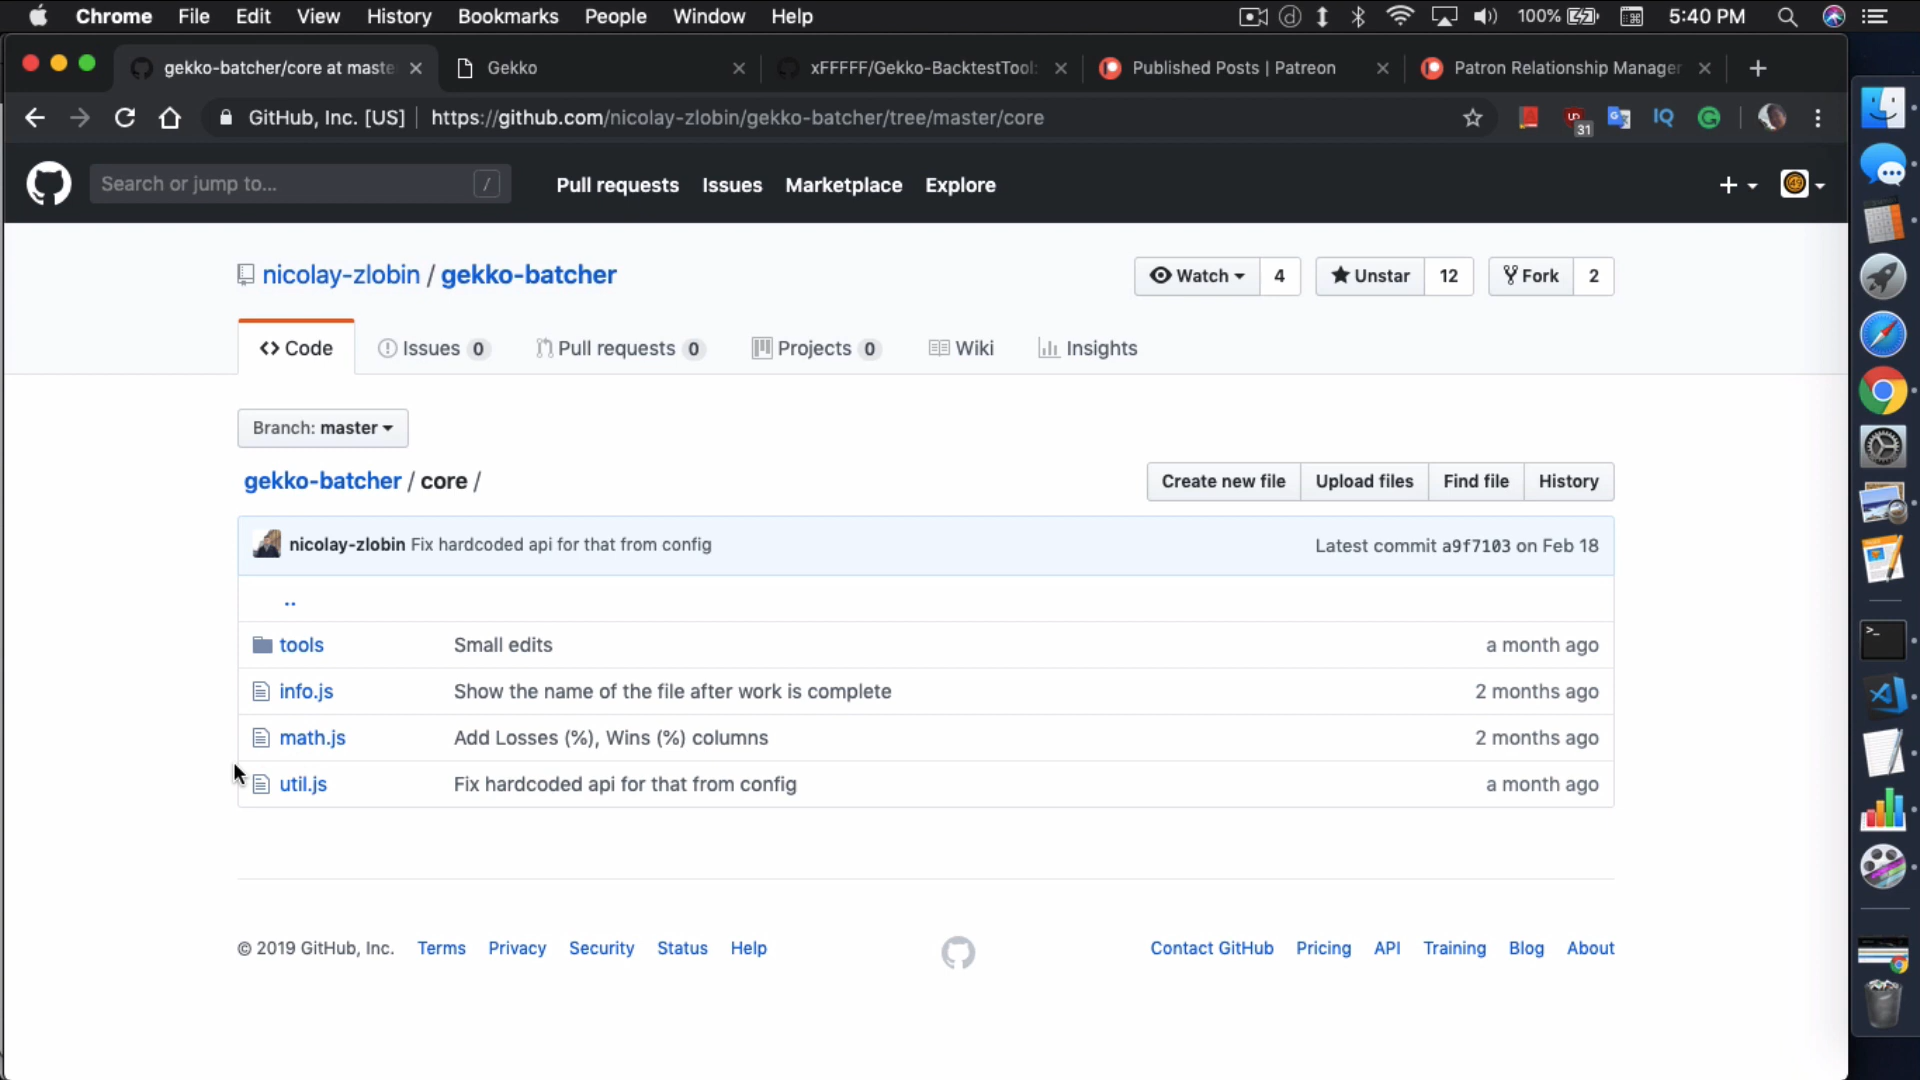 Chrome File Edit View History Bookmarks People Window Help 100% 5:40 PM
gekko-batcher/core at maste Gekko xFFFFF/Gekko-BacktestTool: Published Posts | Patreon Patron Relationship Manager
GitHub, Inc. [US] https://github.com/nicolay-zlobin/gekko-batcher/tree/master/core 31
Search or jump to... / Pull requests Issues Marketplace Explore
nicolay-zlobin / gekko-batcher Watch 4 Unstar 12 Fork 2
Code Issues 0 Pull requests 0 Projects 0 Wiki Insights
Branch: master
gekko-batcher / core / Create new file Upload files Find file History
nicolay-zlobin Fix hardcoded api for that from config Latest commit a9f7103 on Feb 18
..
tools Small edits a month ago
info.js Show the name of the file after work is complete 2 months ago
math.js Add Losses (%), Wins (%) columns 2 months ago
util.js Fix hardcoded api for that from config a month ago
© 2019 GitHub, Inc. Terms Privacy Security Status Help Contact GitHub Pricing API Training Blog About